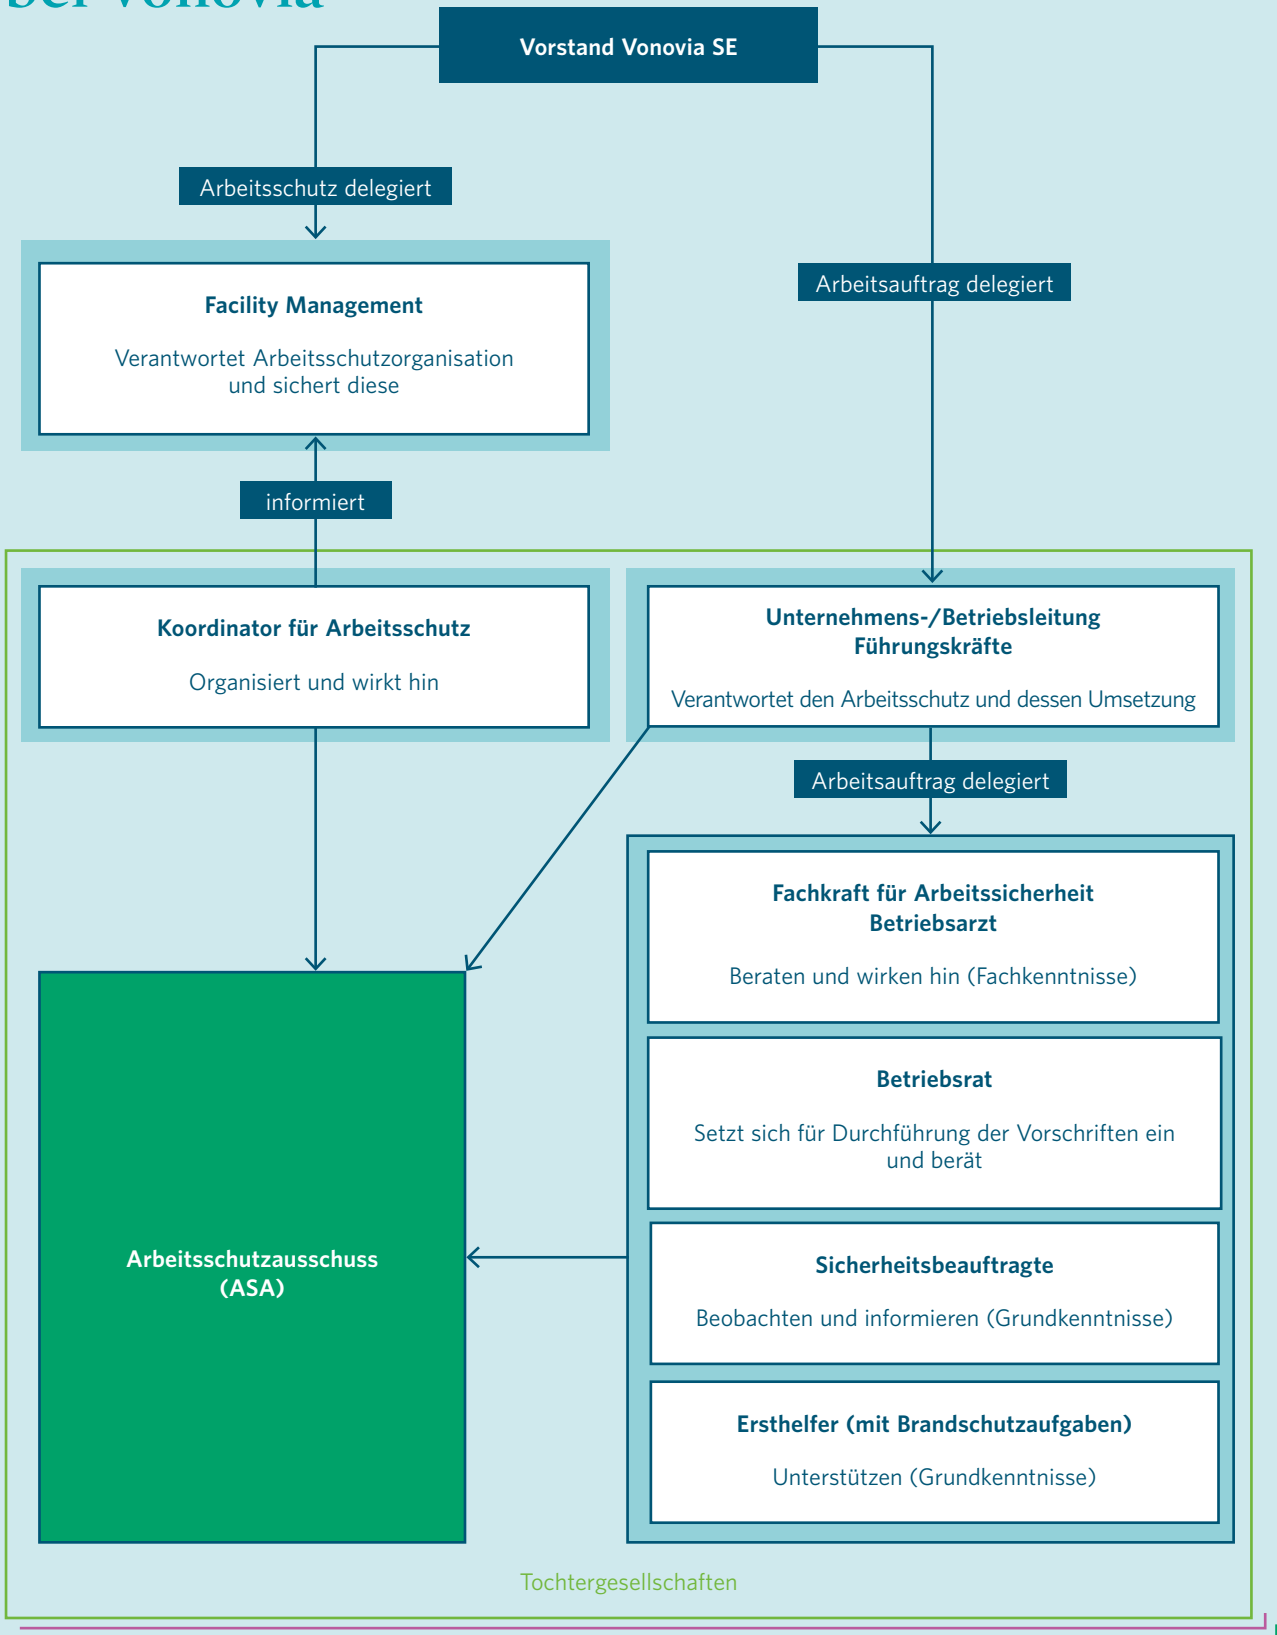 bei Vonovia
Vorstand Vonovia SE
Arbeitsschutz delegiert
Arbeitsauftrag delegiert
Facility Management
Verantwortet Arbeitsschutzorganisation
und sichert diese
informiert
Koordinator für Arbeitsschutz
Organisiert und wirkt hin
Unternehmens-/Betriebsleitung
Führungskräfte
Verantwortet den Arbeitsschutz und dessen Umsetzung
Arbeitsauftrag delegiert
Fachkraft für Arbeitssicherheit
Betriebsarzt
Beraten und wirken hin (Fachkenntnisse)
Betriebsrat
Setzt sich für Durchführung der Vorschriften ein
und berät
Sicherheitsbeauftragte
Beobachten und informieren (Grundkenntnisse)
Ersthelfer (mit Brandschutzaufgaben)
Unterstützen (Grundkenntnisse)
Arbeitsschutzausschuss
(ASA)
Tochtergesellschaften